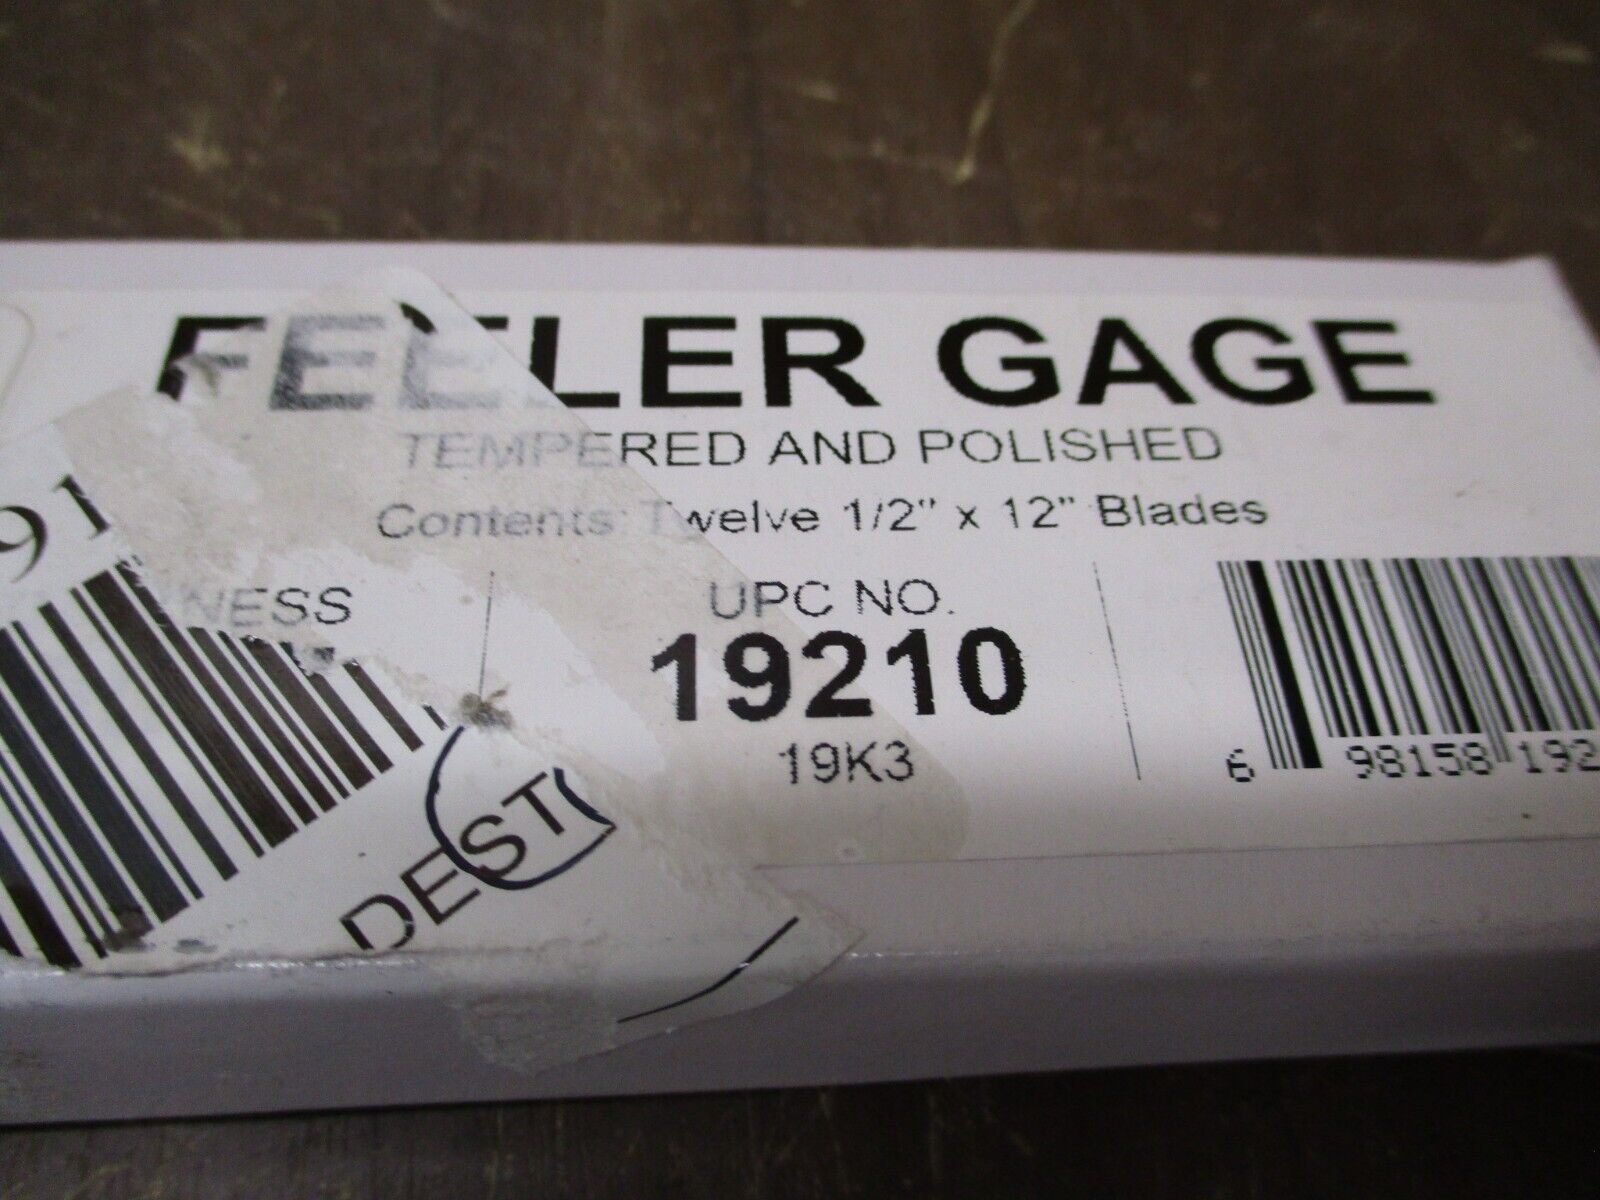 FEELER GAGE
TEMPERED AND POLISHED
Contents: Twelve 1/2" x 12" Blades
91
NESS
UPC NO.
19210
19K3
6 98158 192
DEST